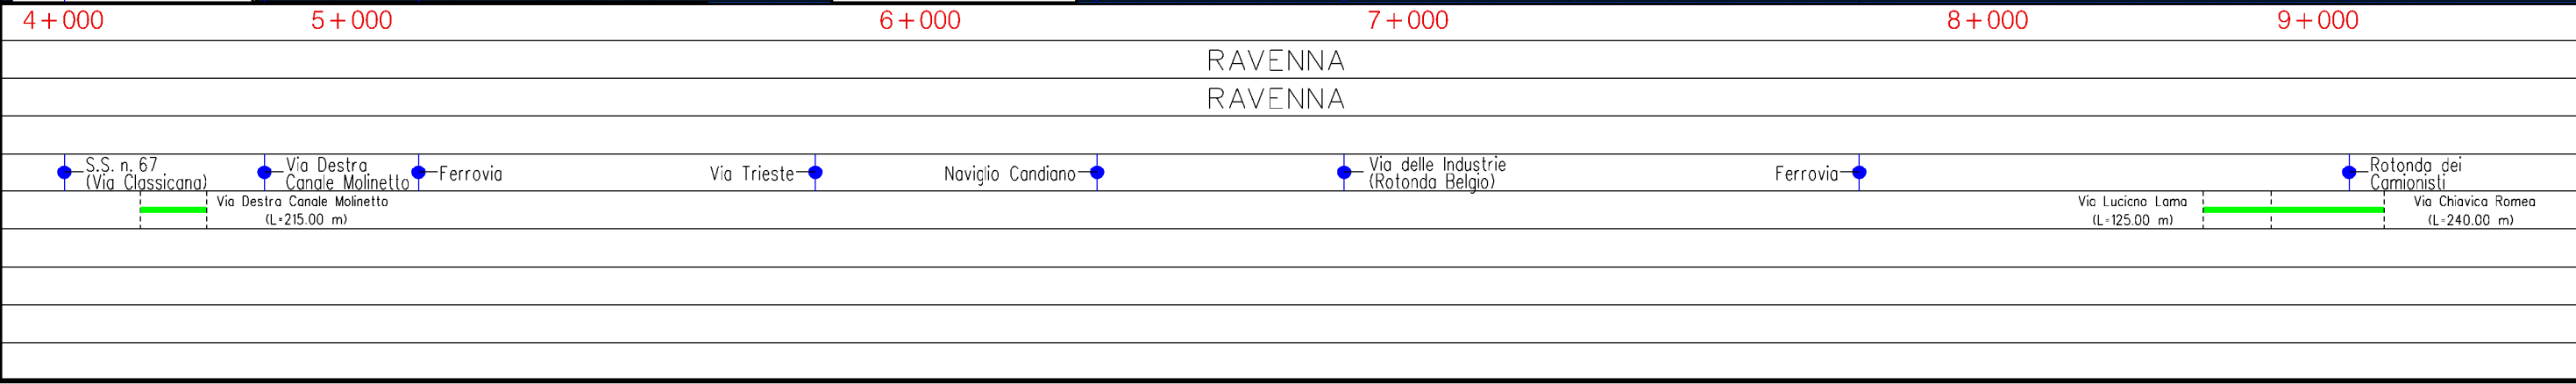 4+000 5+000 6+000 7+000 8+000 9+000
RAVENNA
RAVENNA
S.S. n. 67
(Via Classicana)
Via Destra
Canale Molinetto
Ferrovia
Via Trieste
Naviglio Candiano
Via delle Industrie
(Rotonda Belgio)
Ferrovia
Rotonda dei
Camionisti
Via Destra Canale Molinetto
(L=215.00 m)
Via Luciana Lama
(L=125.00 m)
Via Chiavica Romea
(L=240.00 m)